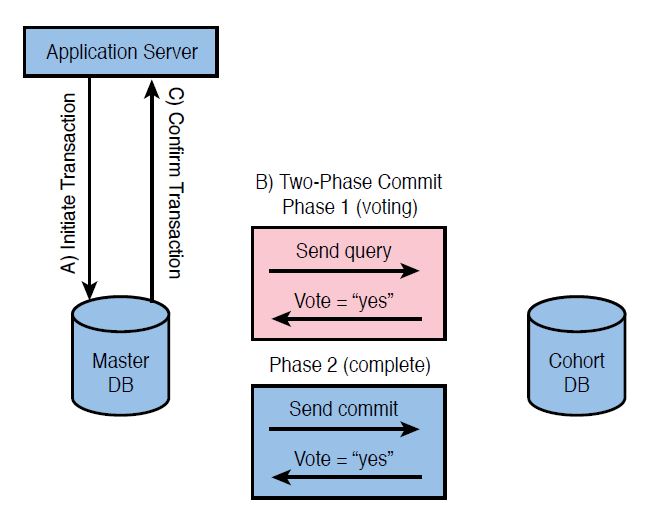 Application Server
A) Initiate Transaction
C) Confirm Transaction
B) Two-Phase Commit
Phase 1 (voting)
Send query
Vote = “yes”
Master
DB
Cohort
DB
Phase 2 (complete)
Send commit
Vote = “yes”